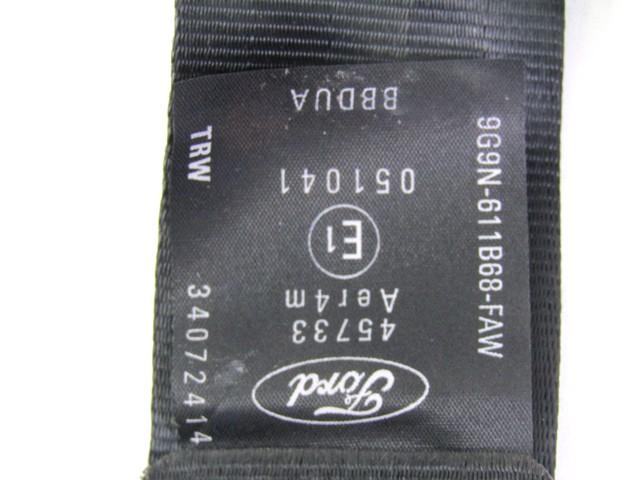 Ford
45733
Aer4m
E1
051041
BBDUA
9G9N-611B68-FAW
TRW
34072414